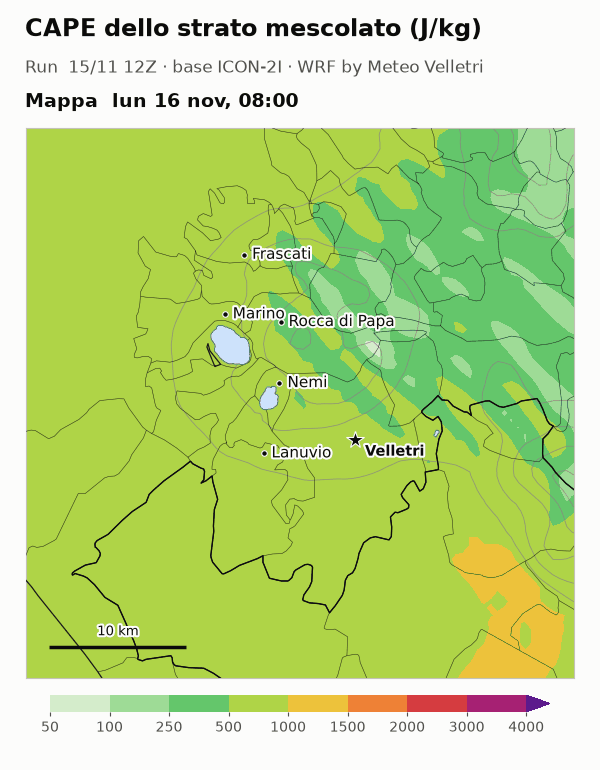 CAPE dello strato mescolato (J/kg)
Run  15/11 12Z · base ICON-2I · WRF by Meteo Velletri
Mappa  lun 16 nov, 08:00
Frascati
Marino
Rocca di Papa
Nemi
Velletri
Lanuvio
10 km
50 100 250 500 1000 1500 2000 3000 4000